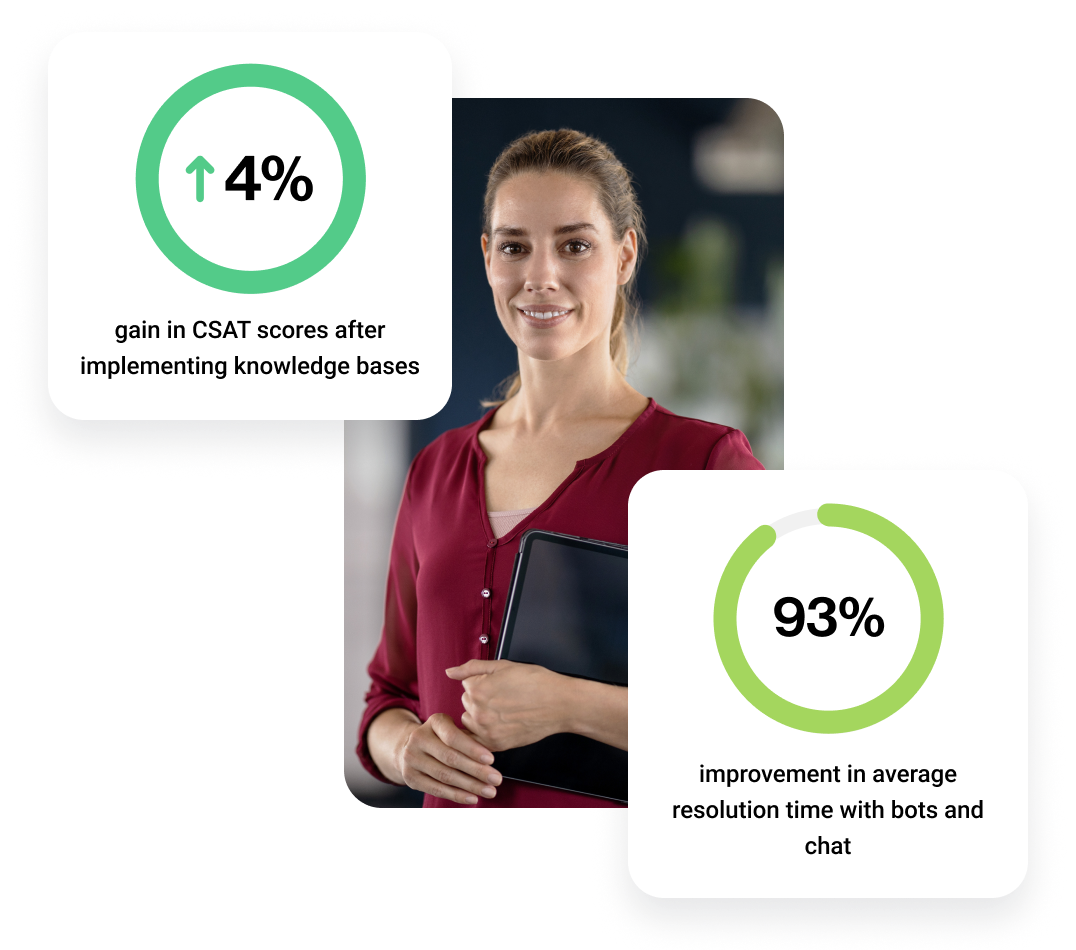 ↑4%
gain in CSAT scores after
implementing knowledge bases
93%
improvement in average
resolution time with bots and
chat